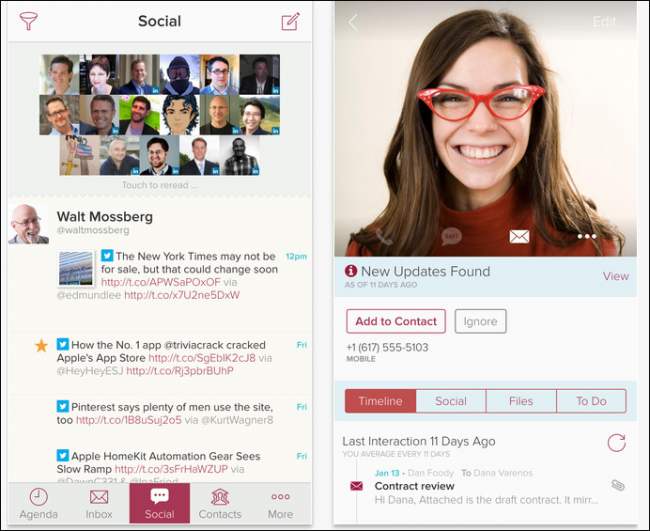 Social
Touch to reread ...
Walt Mossberg
@waltmossberg
The New York Times may not be
for sale, but that could change soon
http://t.co/APWSaPOxOF via
@edmundlee http://t.co/x7U2ne5DxW
12pm
How the No. 1 app @triviacrack cracked
Apple's App Store http://t.co/SgEblK2cJ8 via
@HeyHeyESJ http://t.co/Rj3pbrBUhP
Fri
Pinterest says plenty of men use the site,
too http://t.co/1B8uSuj2o5 via @KurtWagner8
Fri
Apple HomeKit Automation Gear Sees
Slow Ramp http://t.co/3sFrHaWZUP via
@DawnC331 & @InaFried
Fri
Agenda
Inbox
Social
Contacts
More
Edit
New Updates Found
AS OF 11 DAYS AGO
View
Add to Contact
Ignore
+1 (617) 555-5103
MOBILE
Timeline
Social
Files
To Do
Last Interaction 11 Days Ago
YOU AVERAGE EVERY 11 DAYS
Jan 13 • Dan Foody To Dana Varenos
Contract review
Hi Dana, Attached is the draft contract. It mirr...